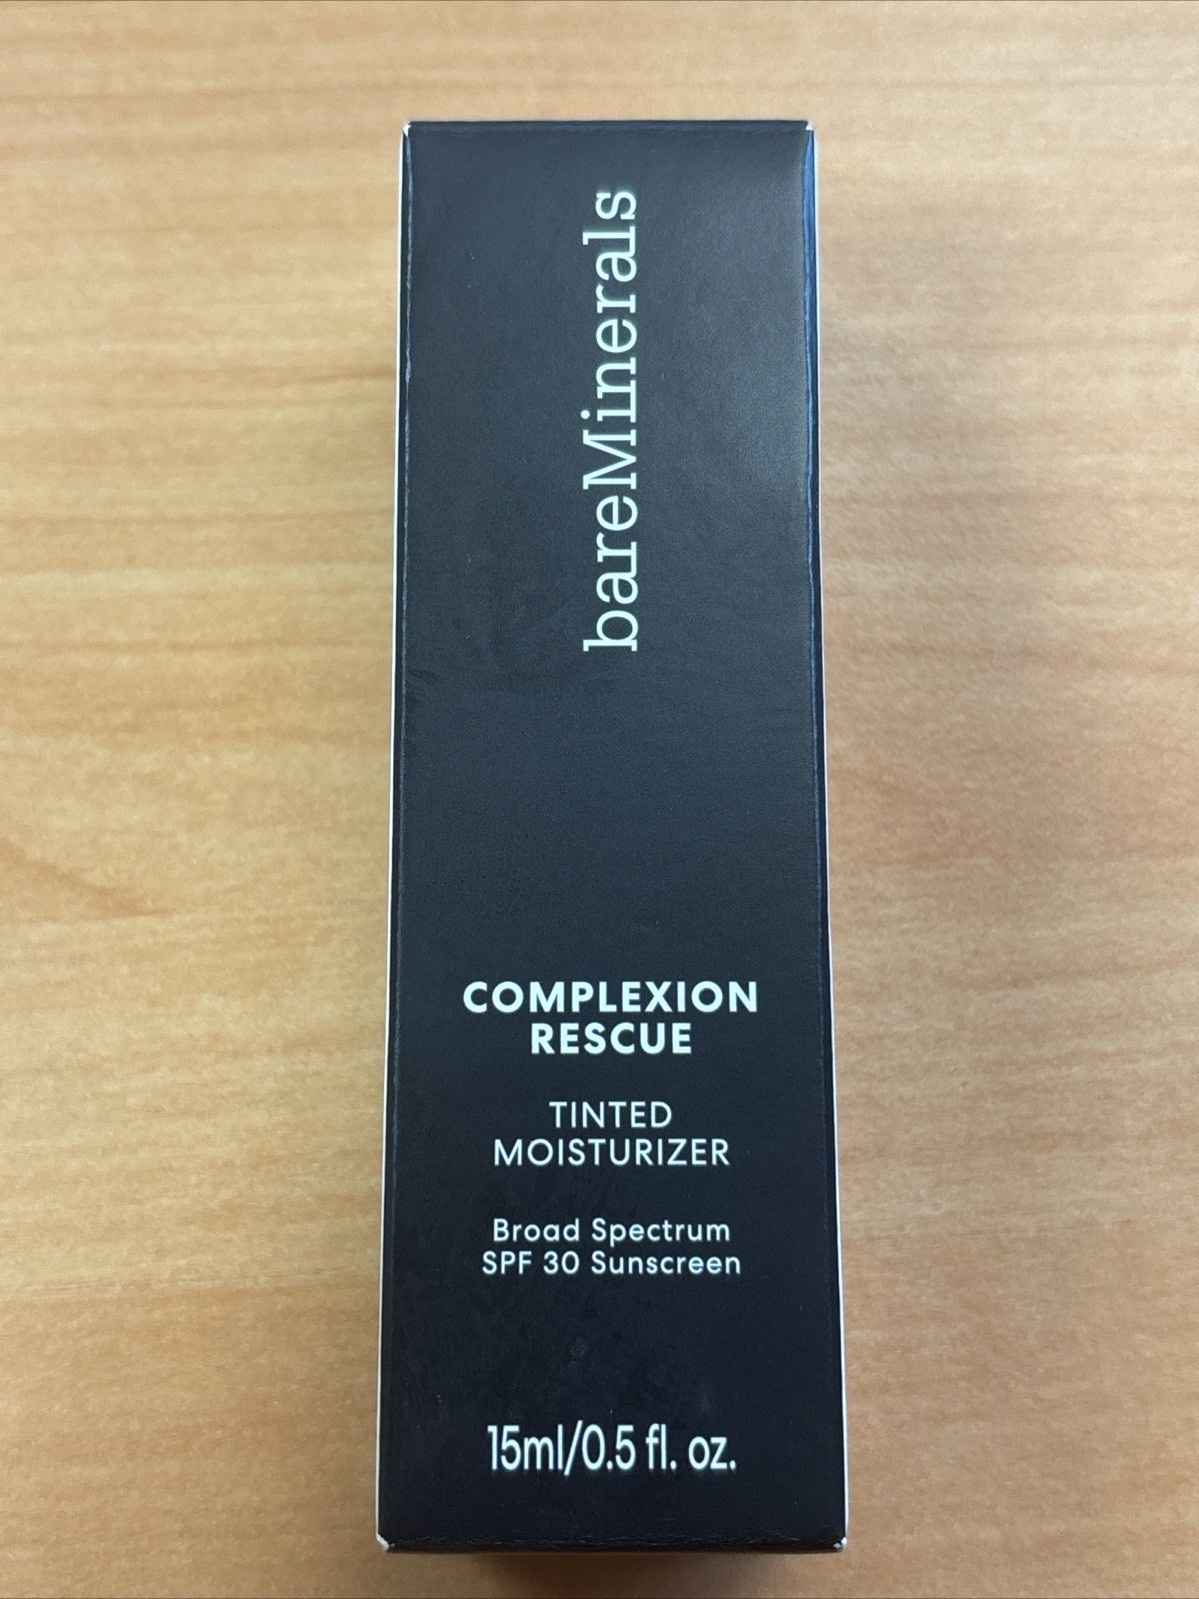 bareMinerals
COMPLEXION
RESCUE
TINTED
MOISTURIZER
Broad Spectrum
SPF 30 Sunscreen
15ml/0.5 fl. oz.